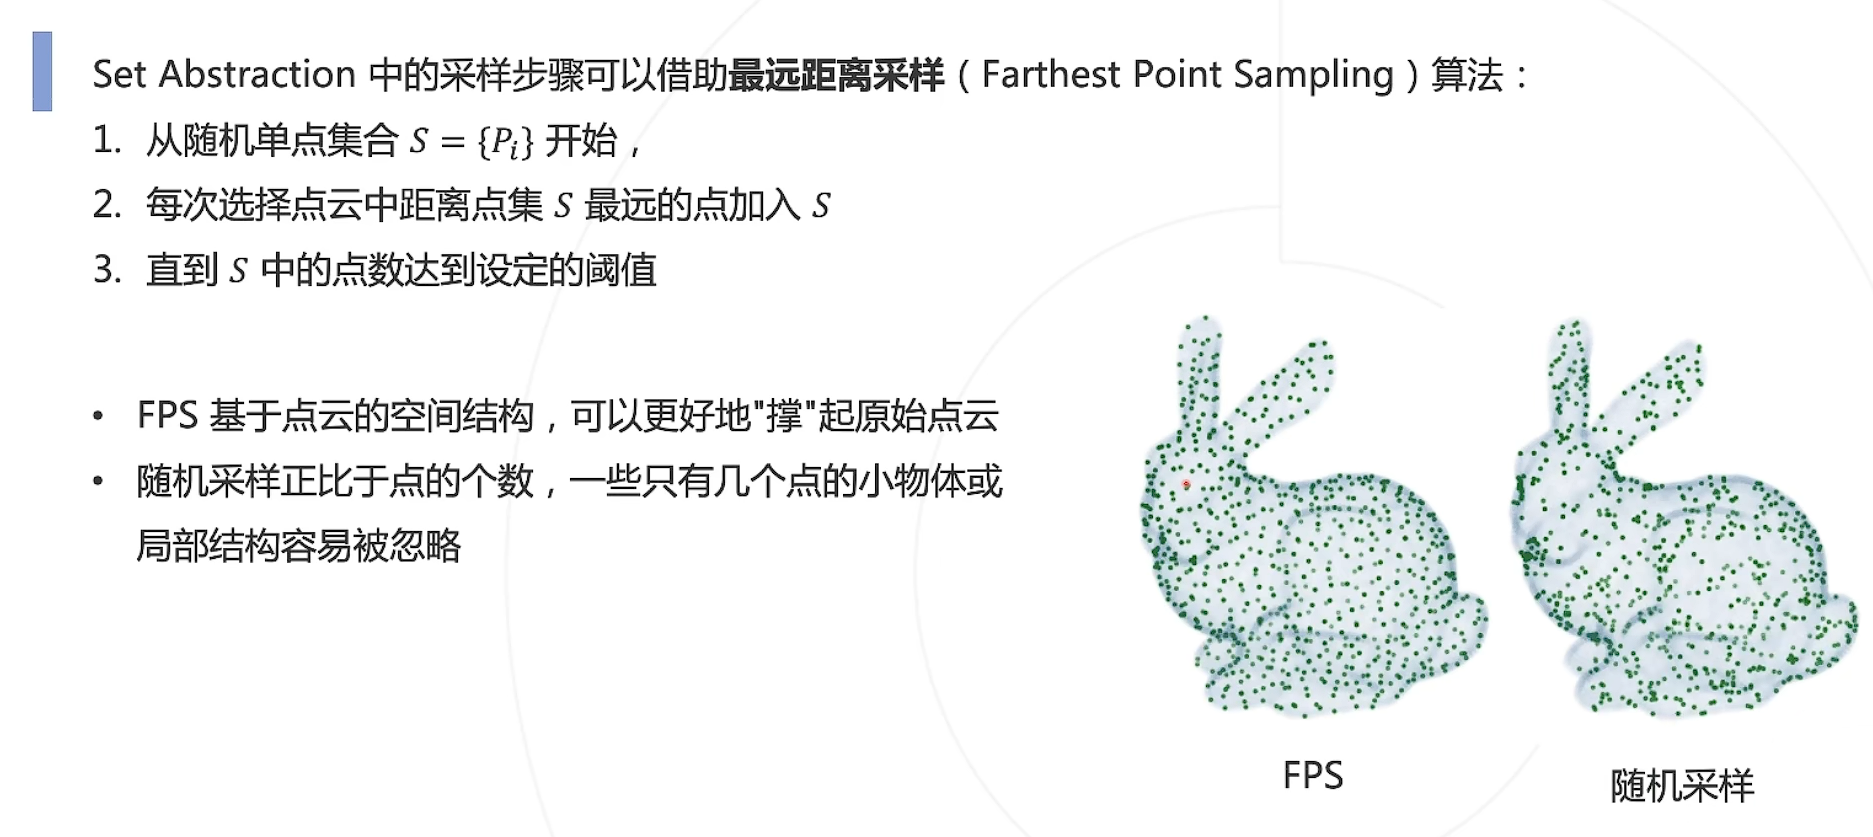 Set Abstraction 中的采样步骤可以借助最远距离采样（Farthest Point Sampling）算法：
1. 从随机单点集合 S = {Pᵢ} 开始，
2. 每次选择点云中距离点集 S 最远的点加入 S
3. 直到 S 中的点数达到设定的阈值
• FPS 基于点云的空间结构，可以更好地"撑"起原始点云
• 随机采样正比于点的个数，一些只有几个点的小物体或
局部结构容易被忽略
FPS
随机采样